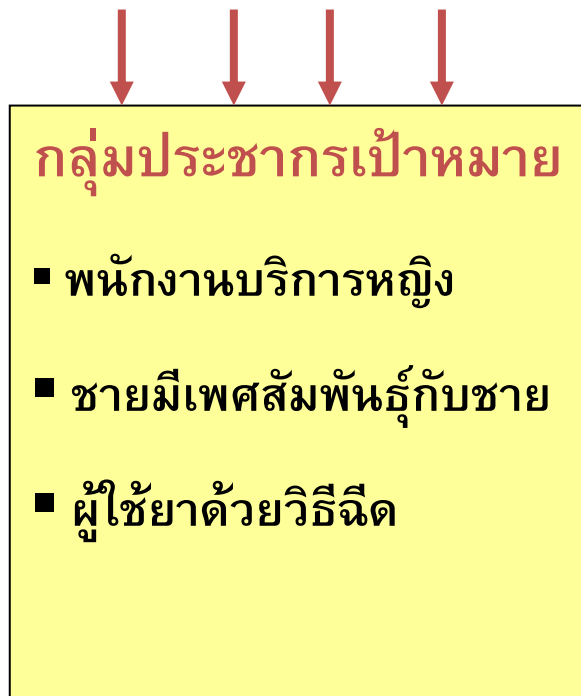 กลุ่มประชากรเป้าหมาย
▪ พนักงานบริการหญิง
▪ ชายมีเพศสัมพันธุ์กับชาย
▪ ผู้ใช้ยาด้วยวิธีฉีด